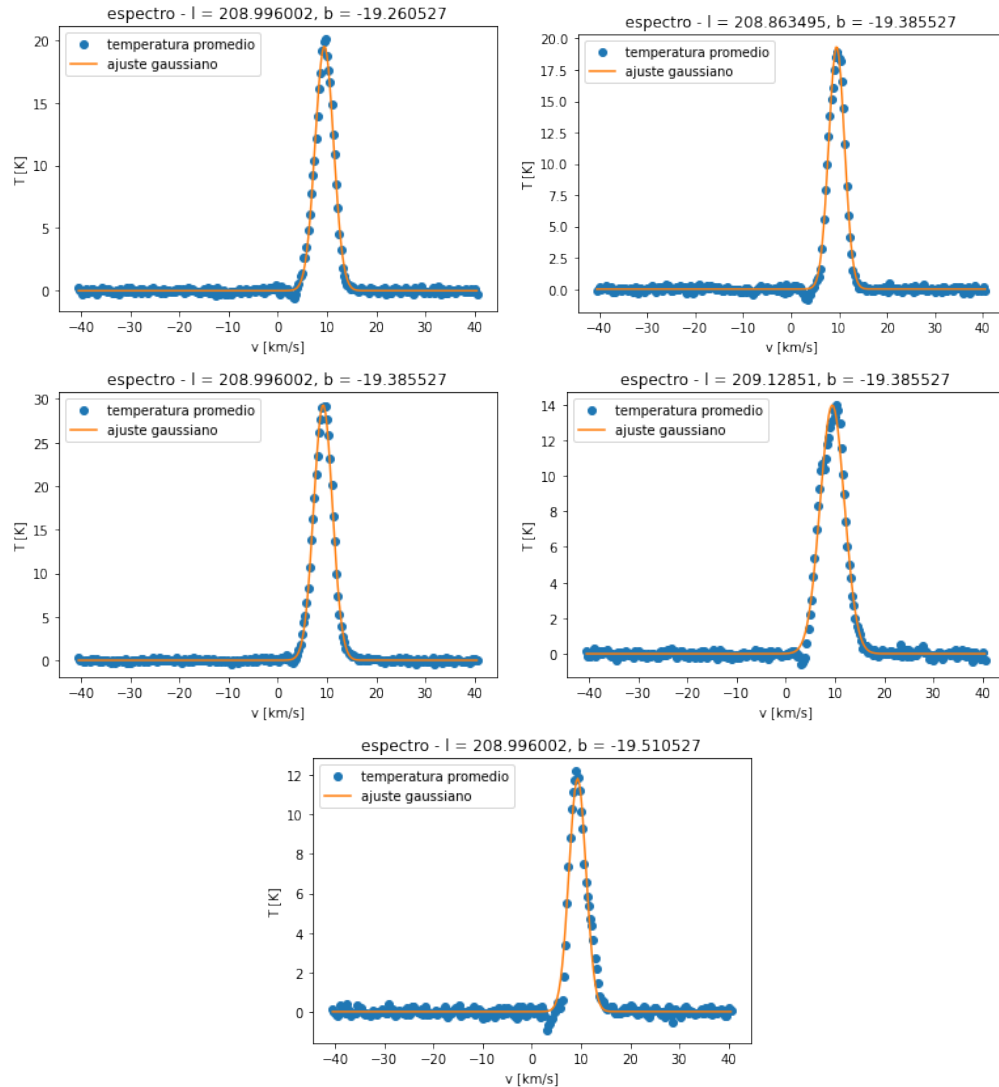 espectro - l = 208.996002, b = -19.260527
temperatura promedio
ajuste gaussiano
T [K]
20
15
10
5
0
−40 −30 −20 −10 0 10 20 30 40
v [km/s]
espectro - l = 208.863495, b = -19.385527
temperatura promedio
ajuste gaussiano
T [K]
20.0
17.5
15.0
12.5
10.0
7.5
5.0
2.5
0.0
−40 −30 −20 −10 0 10 20 30 40
v [km/s]
espectro - l = 208.996002, b = -19.385527
temperatura promedio
ajuste gaussiano
T [K]
30
25
20
15
10
5
0
−40 −30 −20 −10 0 10 20 30 40
v [km/s]
espectro - l = 209.12851, b = -19.385527
temperatura promedio
ajuste gaussiano
T [K]
14
12
10
8
6
4
2
0
−40 −30 −20 −10 0 10 20 30 40
v [km/s]
espectro - l = 208.996002, b = -19.510527
temperatura promedio
ajuste gaussiano
T [K]
12
10
8
6
4
2
0
−40 −30 −20 −10 0 10 20 30 40
v [km/s]